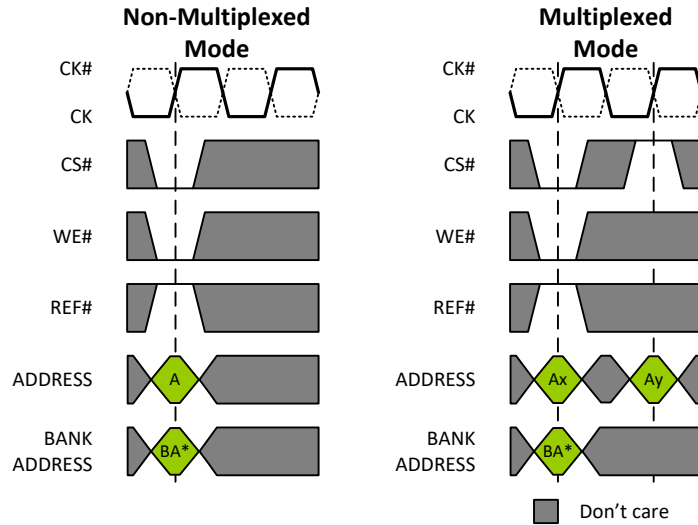 Non-Multiplexed
Mode
CK#
CK
CS#
WE#
REF#
ADDRESS
A
BANK
ADDRESS
BA*
Multiplexed
Mode
CK#
CK
CS#
WE#
REF#
ADDRESS
Ax
Ay
BANK
ADDRESS
BA*
Don't care